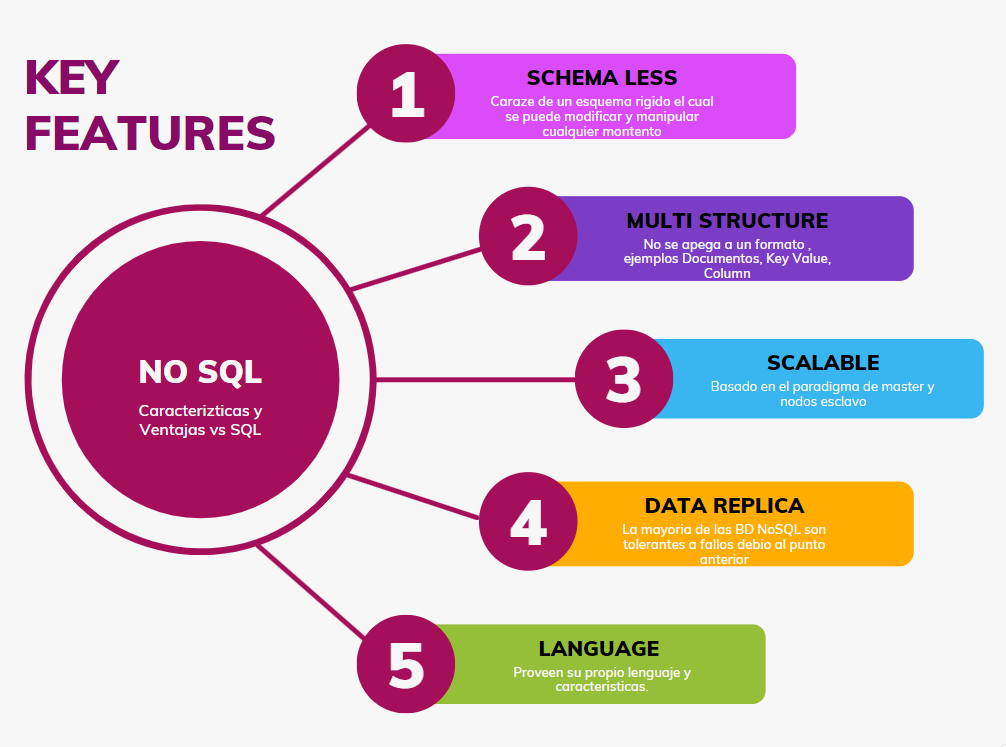 KEY
FEATURES
1
SCHEMA LESS
Caraze de un esquema rigido el cual
se puede modificar y manipular
cualquier montento
2
MULTI STRUCTURE
No se apega a un formato ,
ejemplos Documentos, Key Value,
Column
NO SQL
Caracterizticas y
Ventajas vs SQL
3
SCALABLE
Basado en el paradigma de master y
nodos esclavo
4
DATA REPLICA
La mayoria de las BD NoSQL son
tolerantes a fallos debio al punto
anterior
5
LANGUAGE
Proveen su propio lenguaje y
caracteristicas.